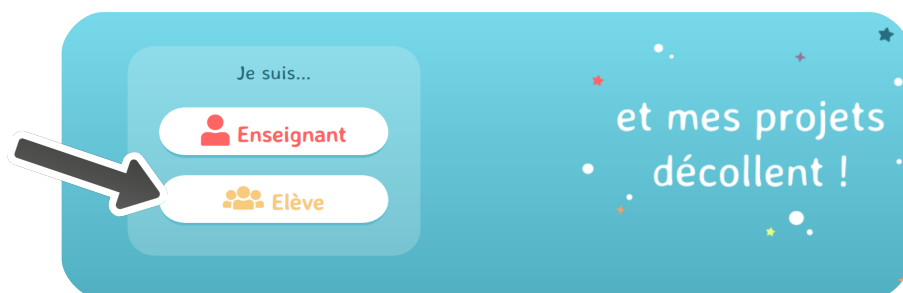 Je suis...
Enseignant
Elève
et mes projets
décollent !